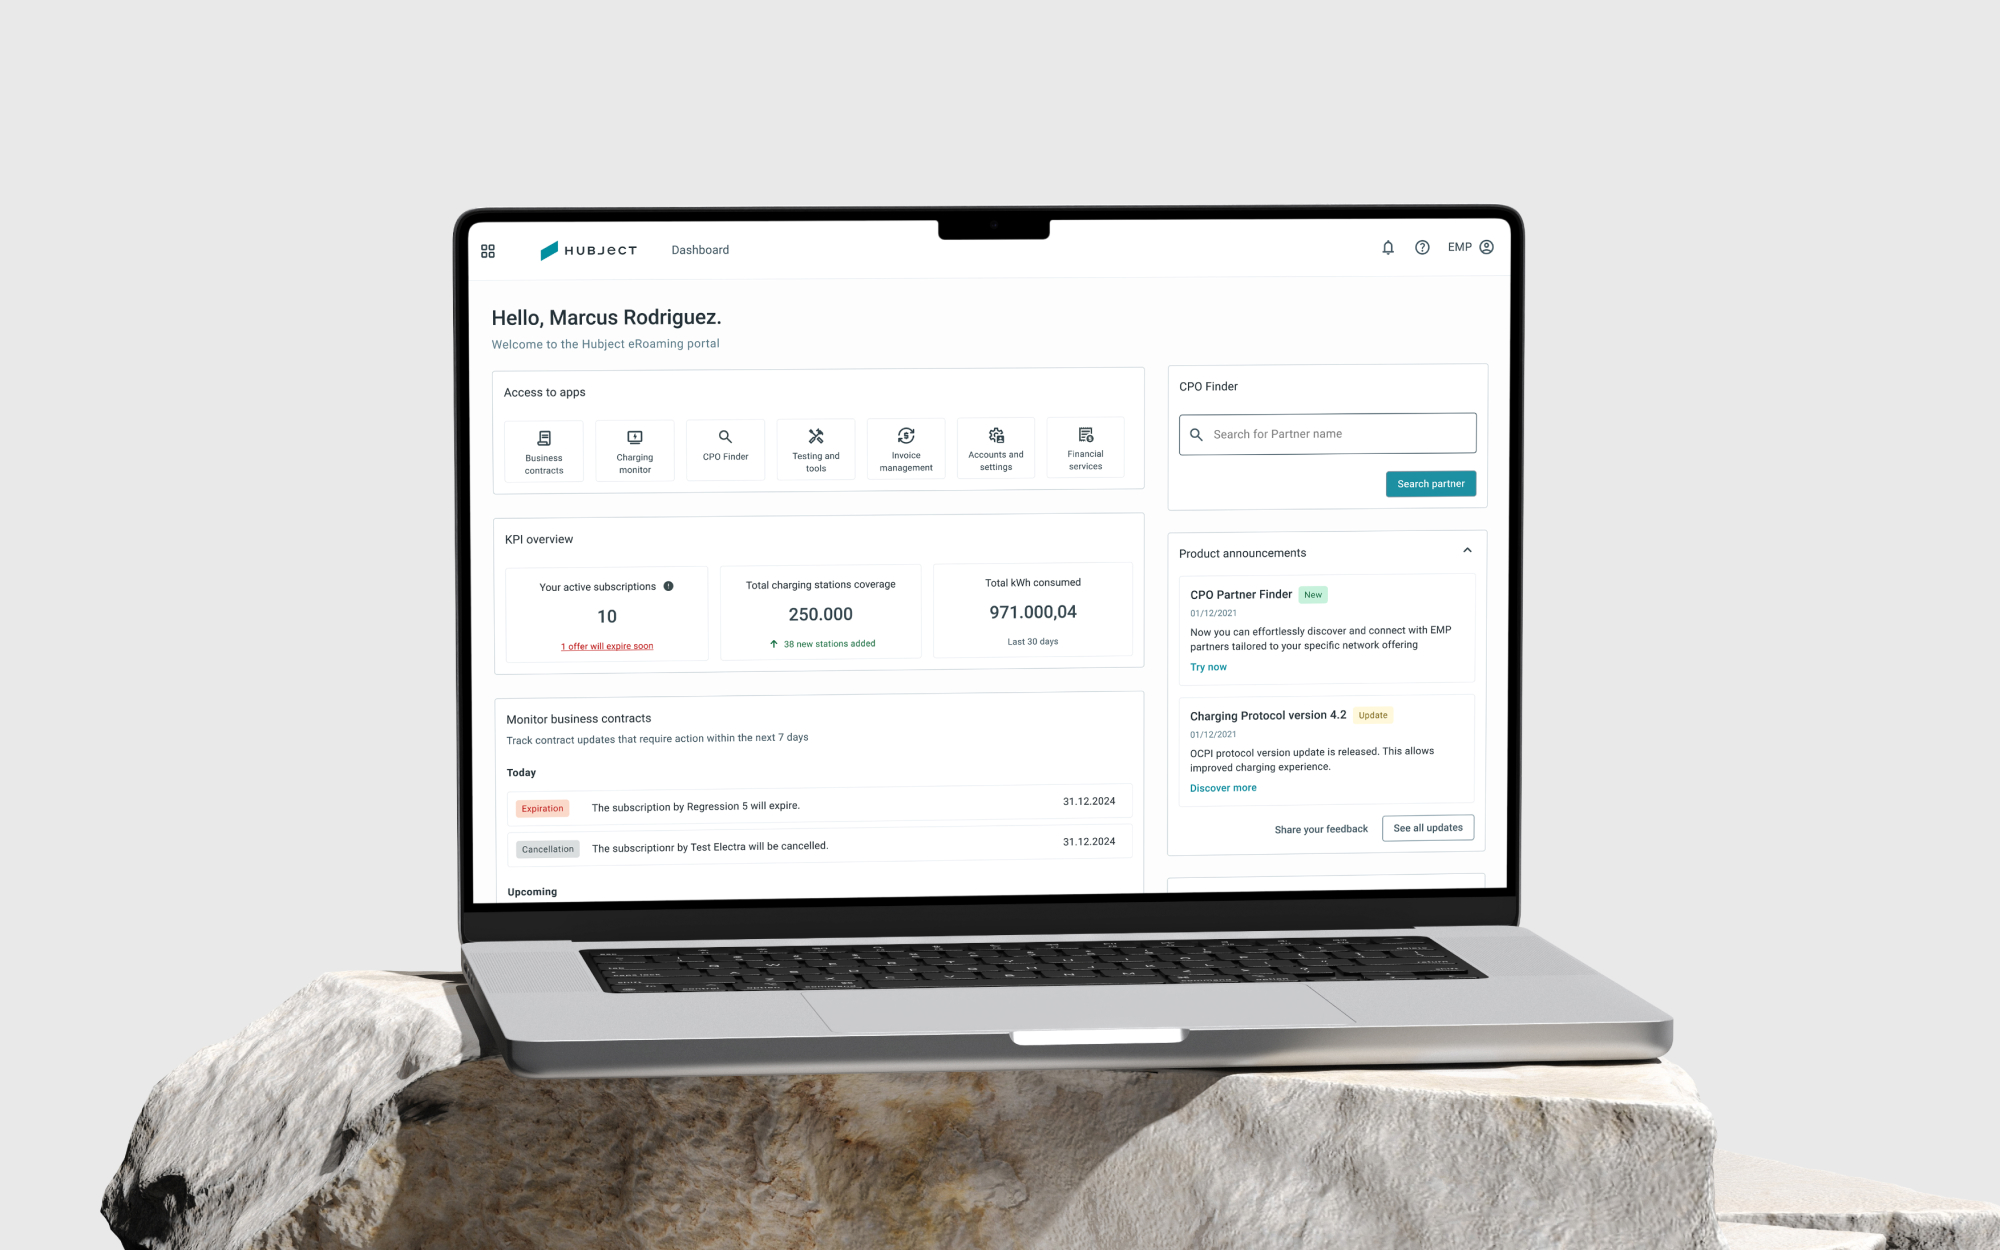 HUBJECT
Dashboard
EMP
Hello, Marcus Rodriguez.
Welcome to the Hubject eRoaming portal
Access to apps
Business
contracts
Charging
monitor
CPO Finder
Testing and
tools
Invoice
management
Accounts and
settings
Financial
services
KPI overview
Your active subscriptions
10
1 offer will expire soon
Total charging stations coverage
250.000
38 new stations added
Total kWh consumed
971.000,04
Last 30 days
Monitor business contracts
Track contract updates that require action within the next 7 days
Today
Expiration
The subscription by Regression 5 will expire.
31.12.2024
Cancellation
The subscriptionr by Test Electra will be cancelled.
31.12.2024
Upcoming
CPO Finder
Search for Partner name
Search partner
Product announcements
CPO Partner Finder
New
01/12/2021
Now you can effortlessly discover and connect with EMP
partners tailored to your specific network offering
Try now
Charging Protocol version 4.2
Update
01/12/2021
OCPI protocol version update is released. This allows
improved charging experience.
Discover more
Share your feedback
See all updates